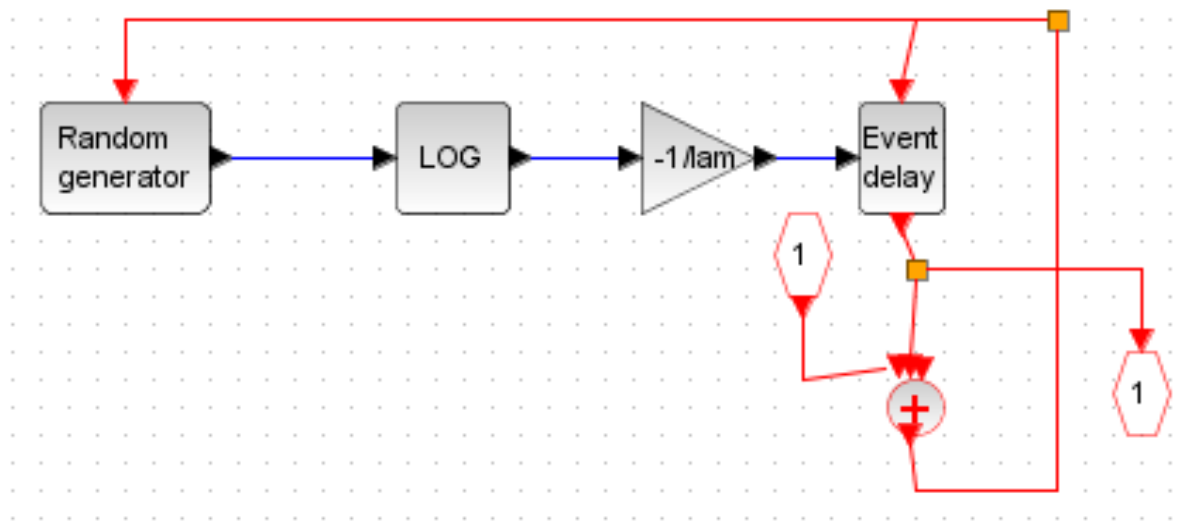 Random
generator
LOG
-1/lam
Event
delay
1
1
+